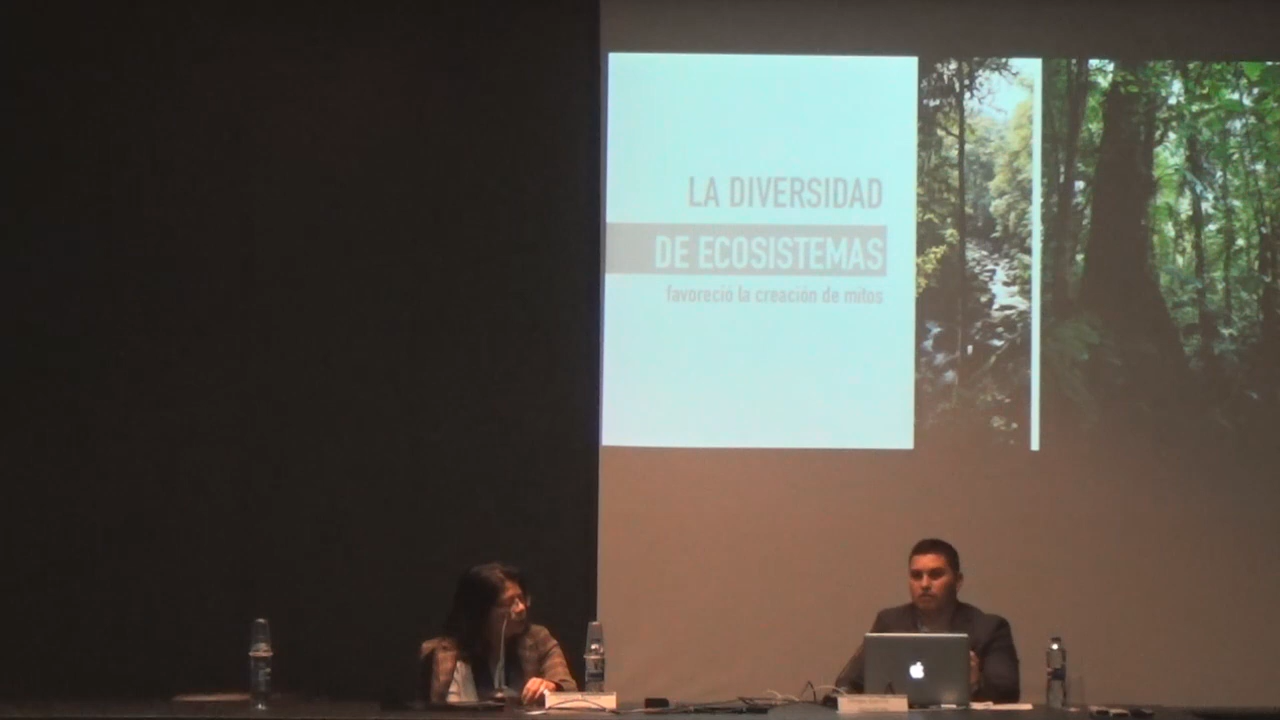 LA DIVERSIDAD
DE ECOSISTEMAS
favoreció la creación de mitos